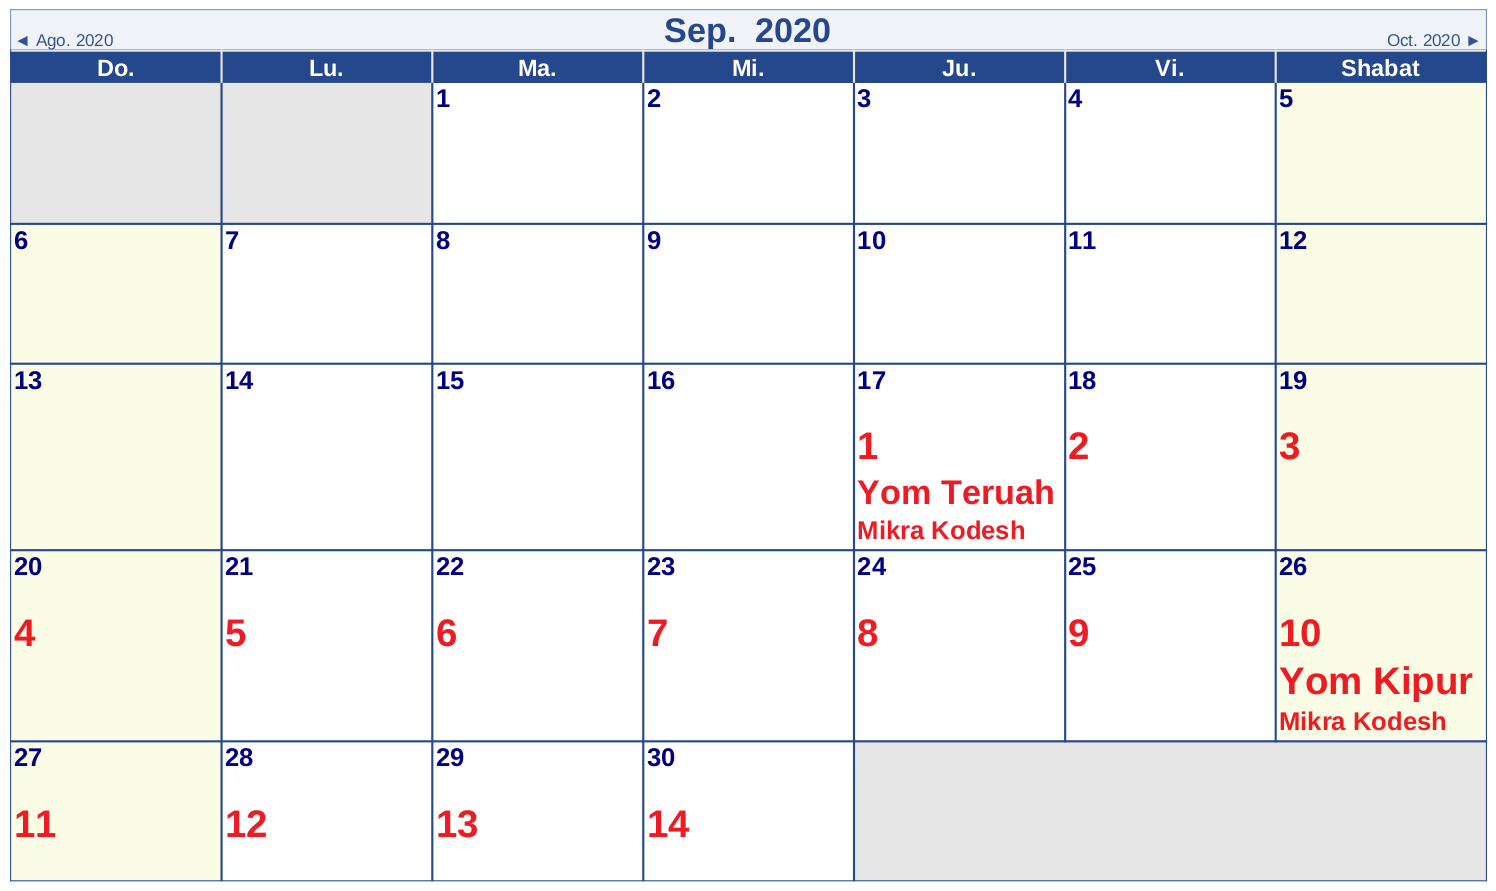 Sep. 2020
◄ Ago. 2020 Oct. 2020 ►
Do. Lu. Ma. Mi. Ju. Vi. Shabat
1 2 3 4 5
6 7 8 9 10 11 12
13 14 15 16 17 18 19
1 2 3
Yom Teruah
Mikra Kodesh
20 21 22 23 24 25 26
4 5 6 7 8 9 10
Yom Kipur
Mikra Kodesh
27 28 29 30
11 12 13 14